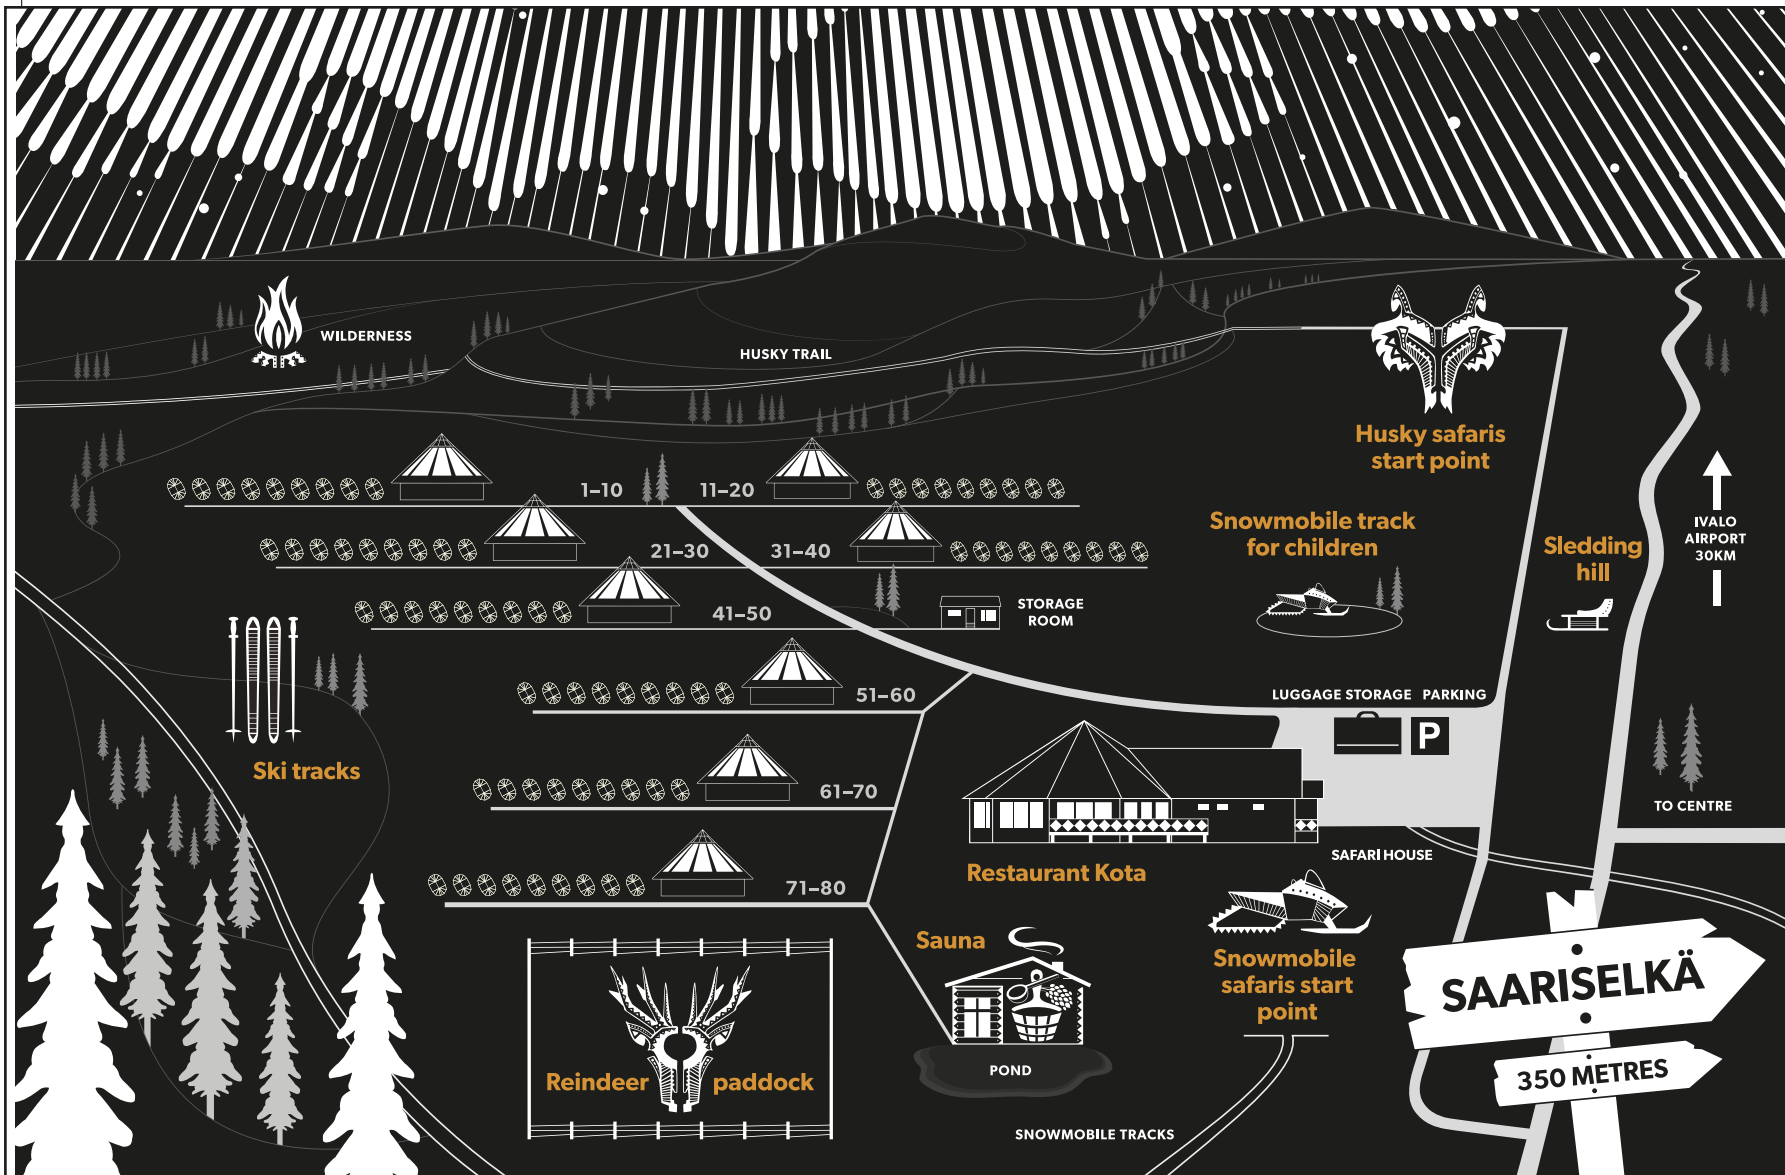 WILDERNESS
HUSKY TRAIL
Husky safaris
start point
1–10
11–20
Snowmobile track
for children
IVALO
AIRPORT
30KM
21–30
31–40
Sledding
hill
41–50
STORAGE
ROOM
51–60
LUGGAGE STORAGE
PARKING
P
Ski tracks
61–70
TO CENTRE
SAFARI HOUSE
Restaurant Kota
71–80
Sauna
Snowmobile
safaris start
point
SAARISELKÄ
350 METRES
POND
Reindeer paddock
SNOWMOBILE TRACKS